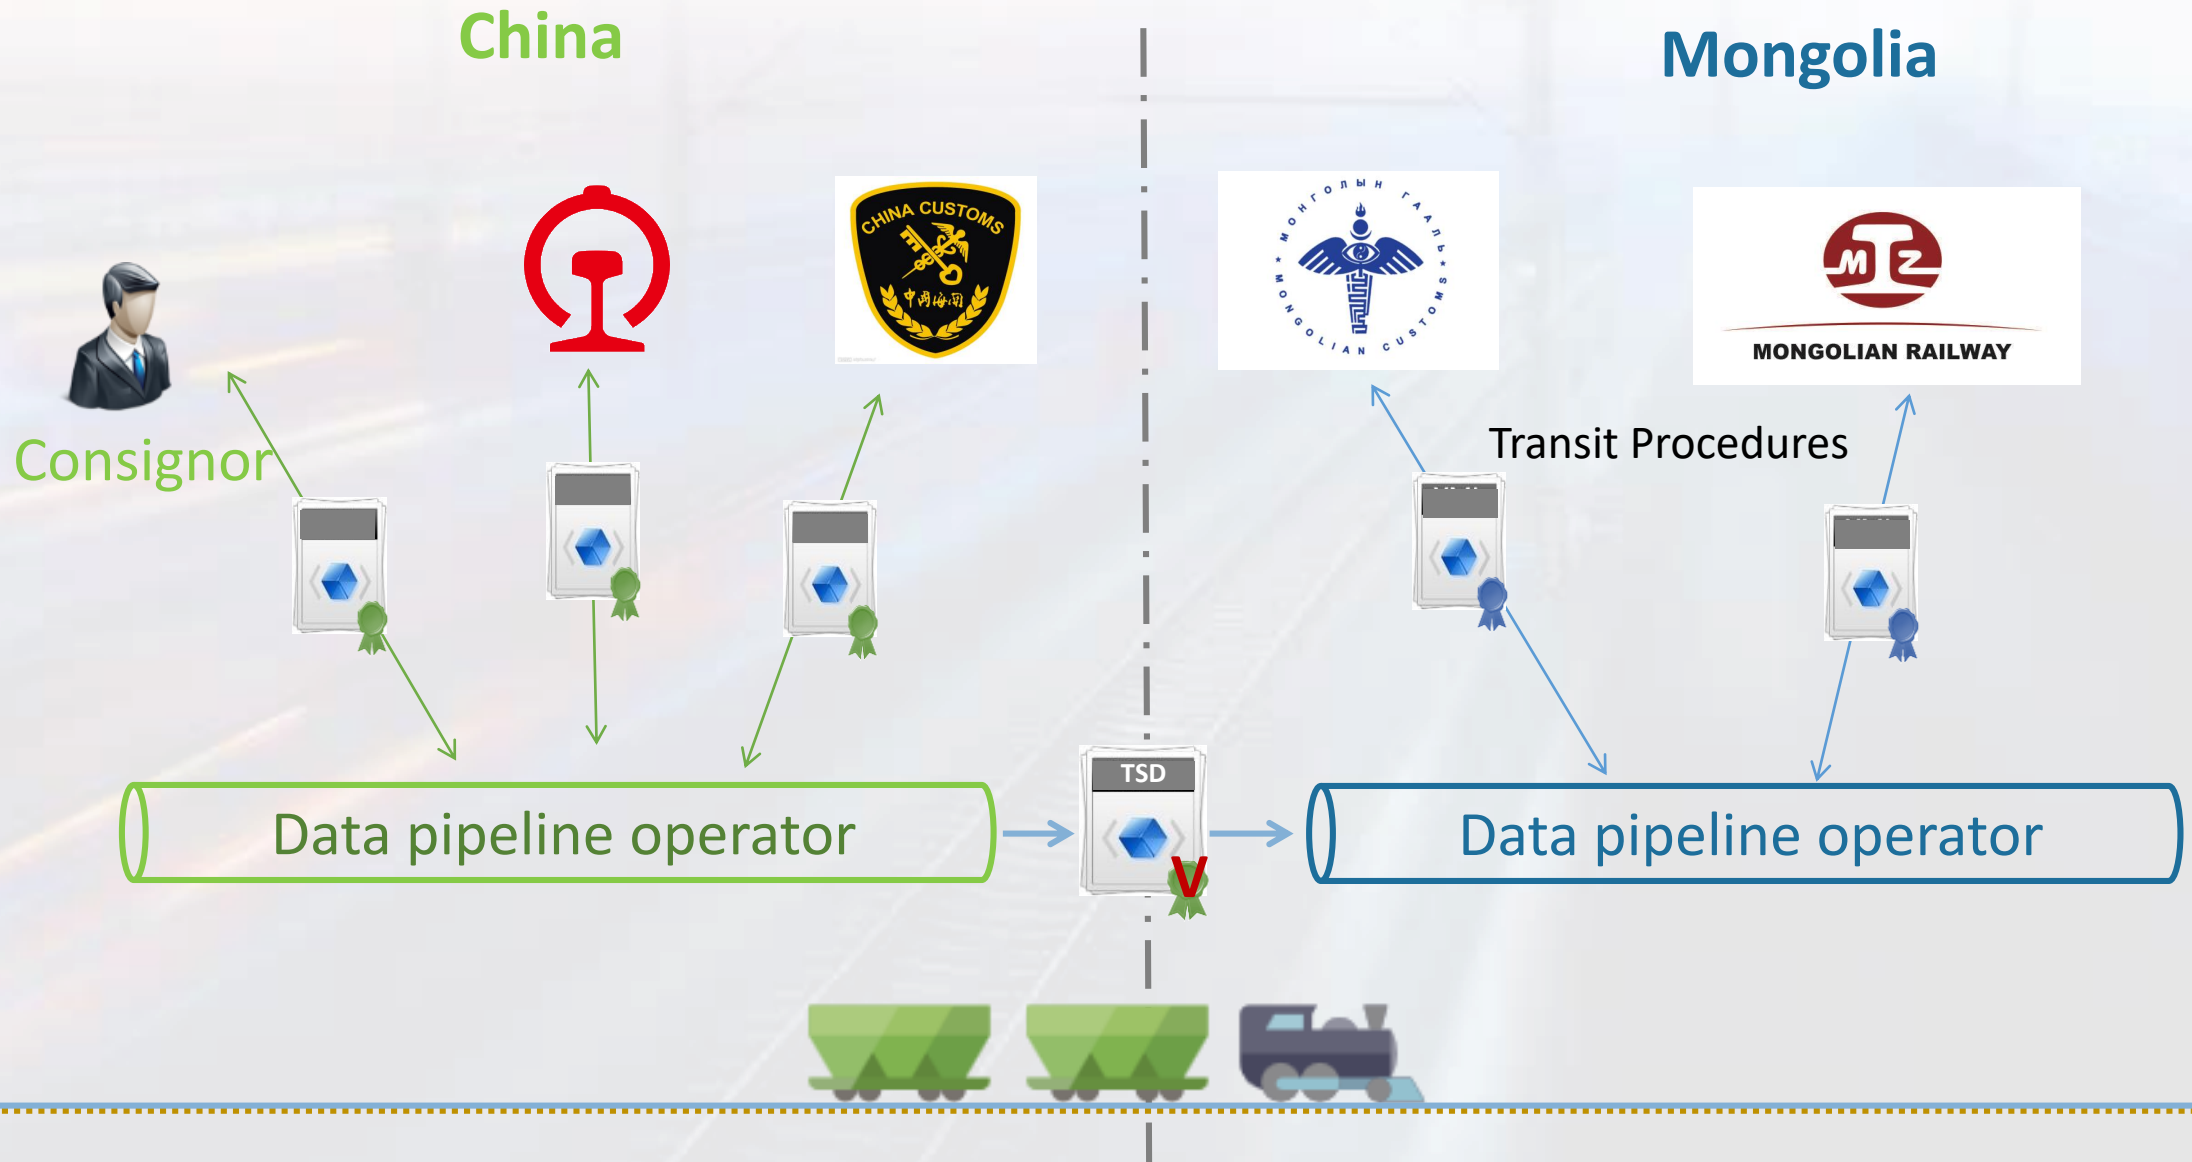 China
Mongolia
CHINA CUSTOMS
中国海关
МОНГОЛЫН ГААЛЬ
MONGOLIAN CUSTOMS
MTZ
MONGOLIAN RAILWAY
Consignor
Transit Procedures
TSD
V
Data pipeline operator
Data pipeline operator